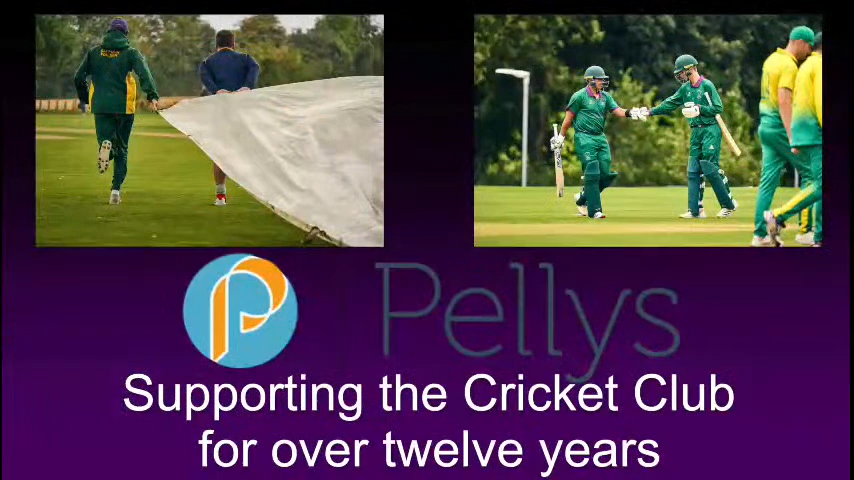 Pellys
Supporting the Cricket Club
for over twelve years